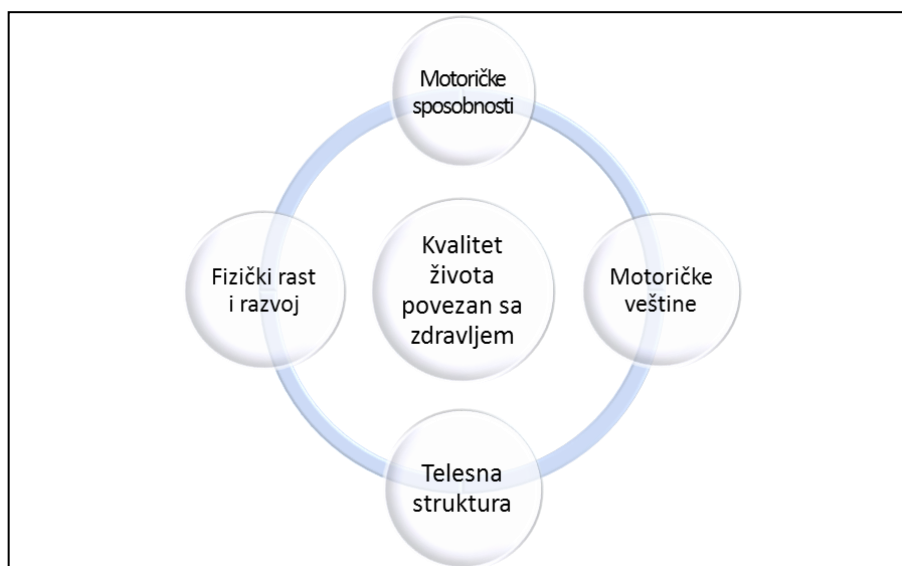 Motoričke
sposobnosti
Fizički rast
i razvoj
Kvalitet
života
povezan sa
zdravljem
Motoričke
veštine
Telesna
struktura